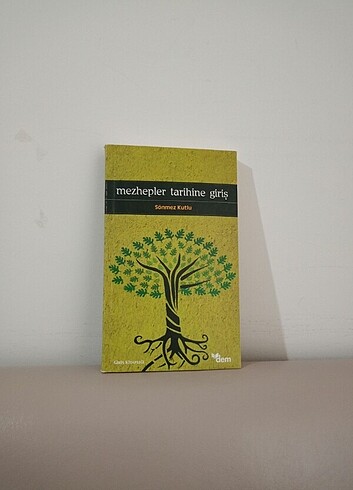 mezhepler tarihine giriş
Sönmez Kutlu
dem